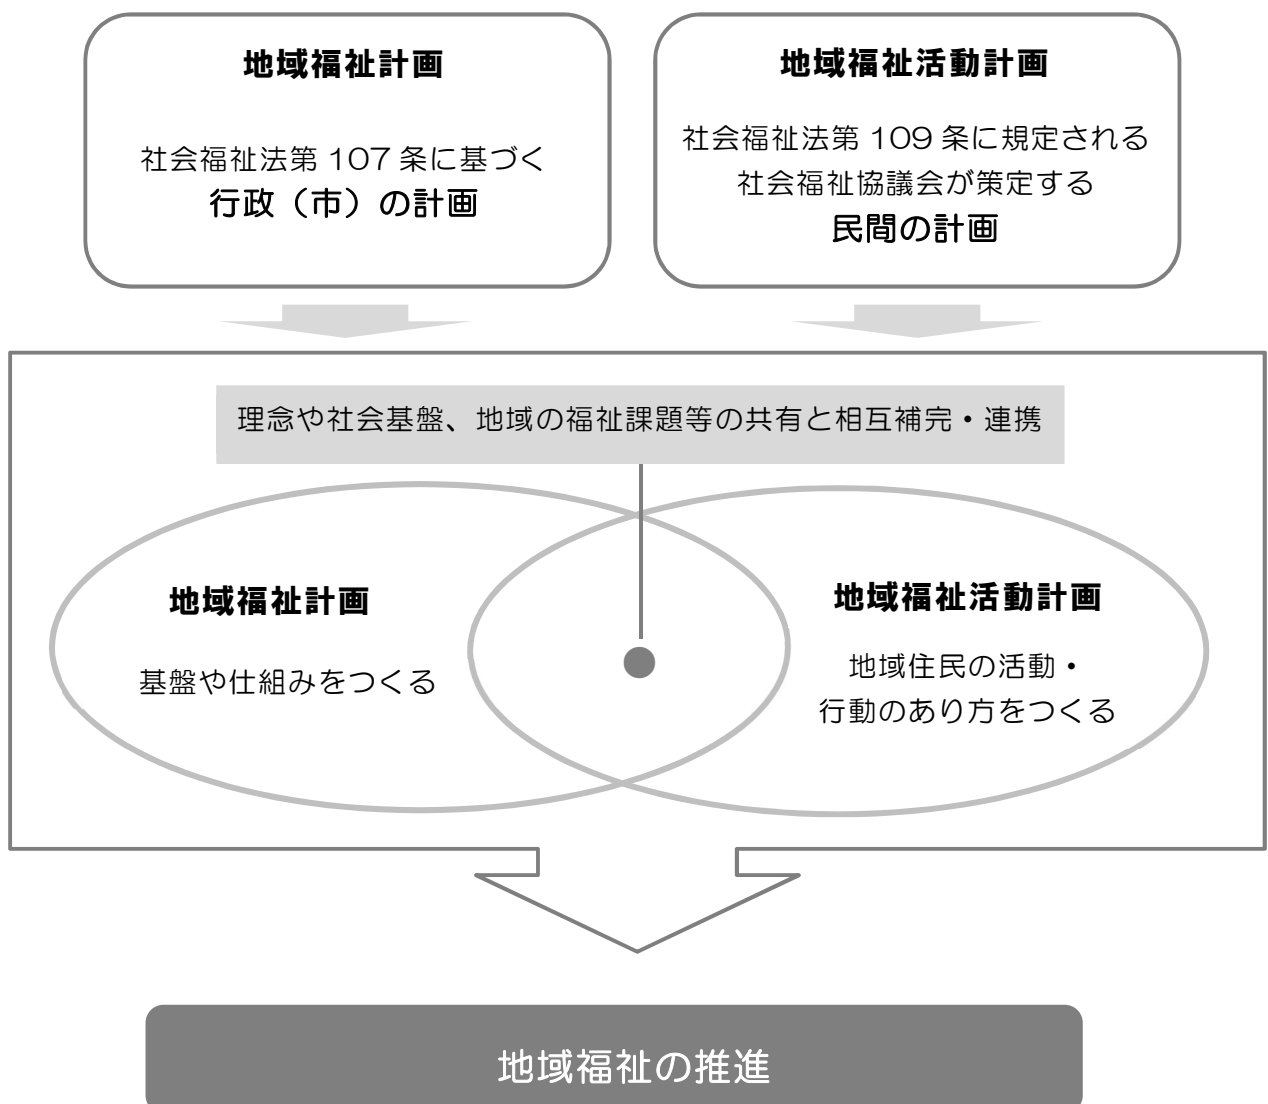 地域福祉計画
社会福祉法第 107 条に基づく
行政（市）の計画
地域福祉活動計画
社会福祉法第 109 条に規定される
社会福祉協議会が策定する
民間の計画
理念や社会基盤、地域の福祉課題等の共有と相互補完・連携
地域福祉計画
基盤や仕組みをつくる
地域福祉活動計画
地域住民の活動・
行動のあり方をつくる
地域福祉の推進